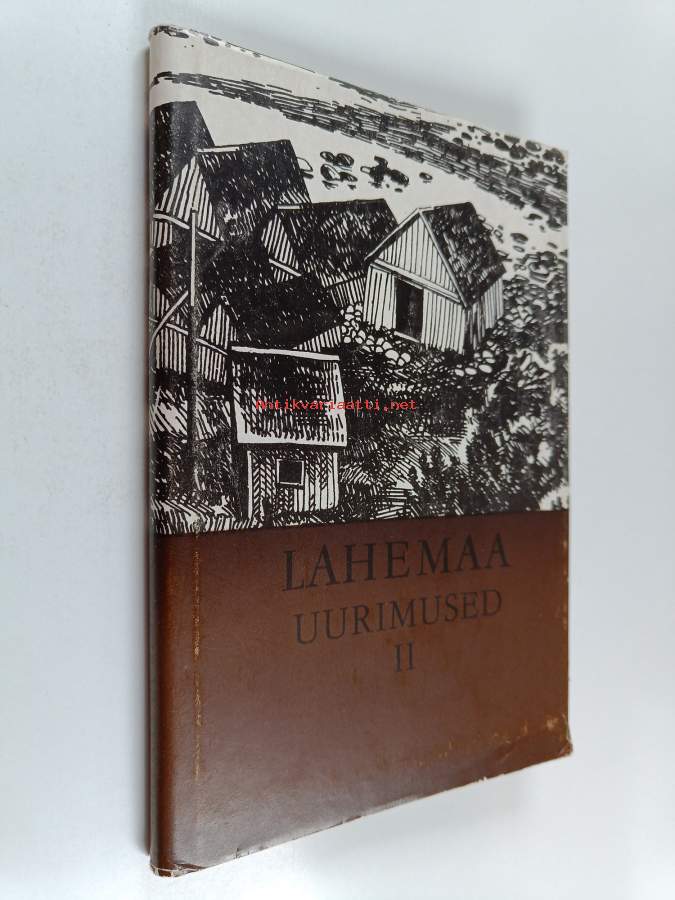 Antikvariaatti.net
LAHEMAA
UURIMUSED
II